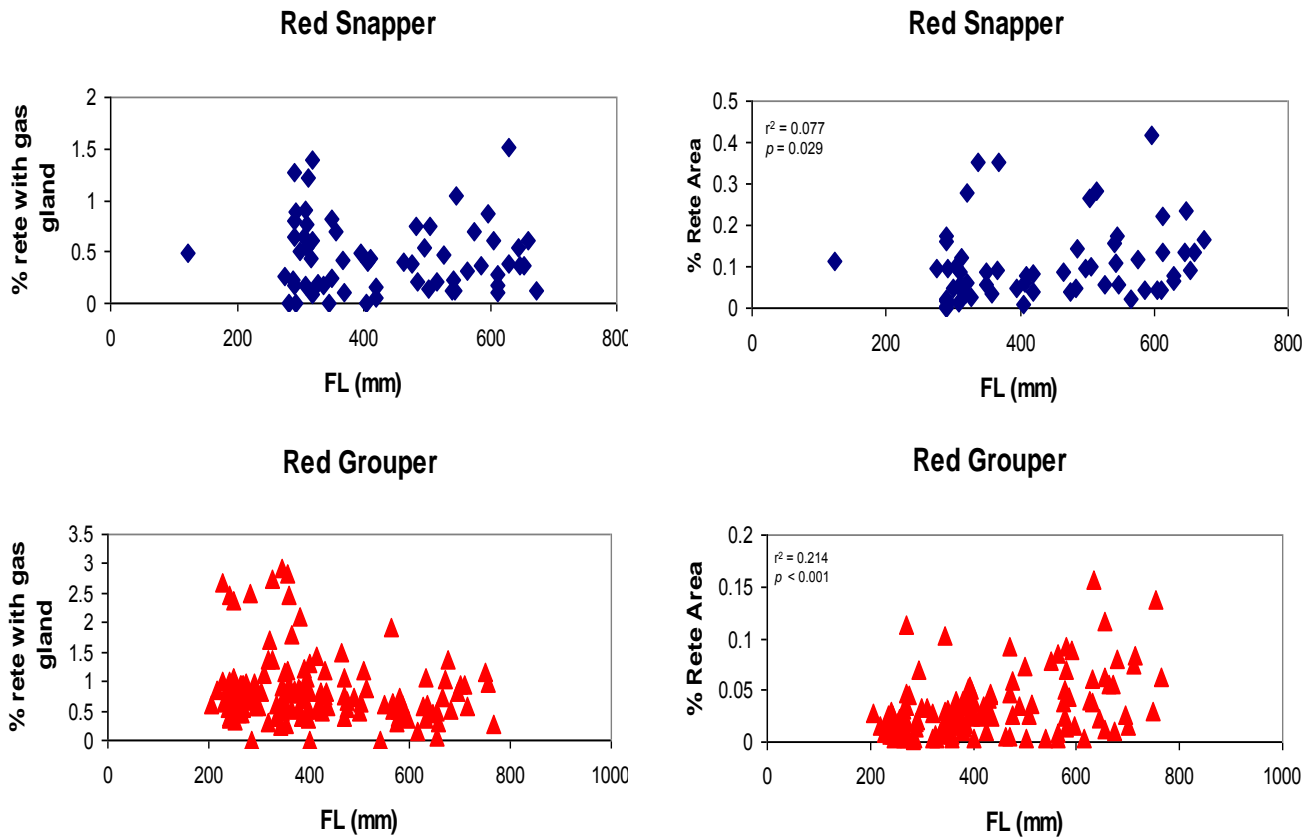 Red Snapper
% rete with gas
gland
2
1.5
1
0.5
0
0 200 400 600 800
FL (mm)
Red Snapper
% Rete Area
0.5
0.4
0.3
0.2
0.1
0
r² = 0.077
p = 0.029
0 200 400 600 800
FL (mm)
Red Grouper
% rete with gas
gland
3.5
3
2.5
2
1.5
1
0.5
0
0 200 400 600 800 1000
FL (mm)
Red Grouper
% Rete Area
0.2
0.15
0.1
0.05
0
r² = 0.214
p < 0.001
0 200 400 600 800 1000
FL (mm)